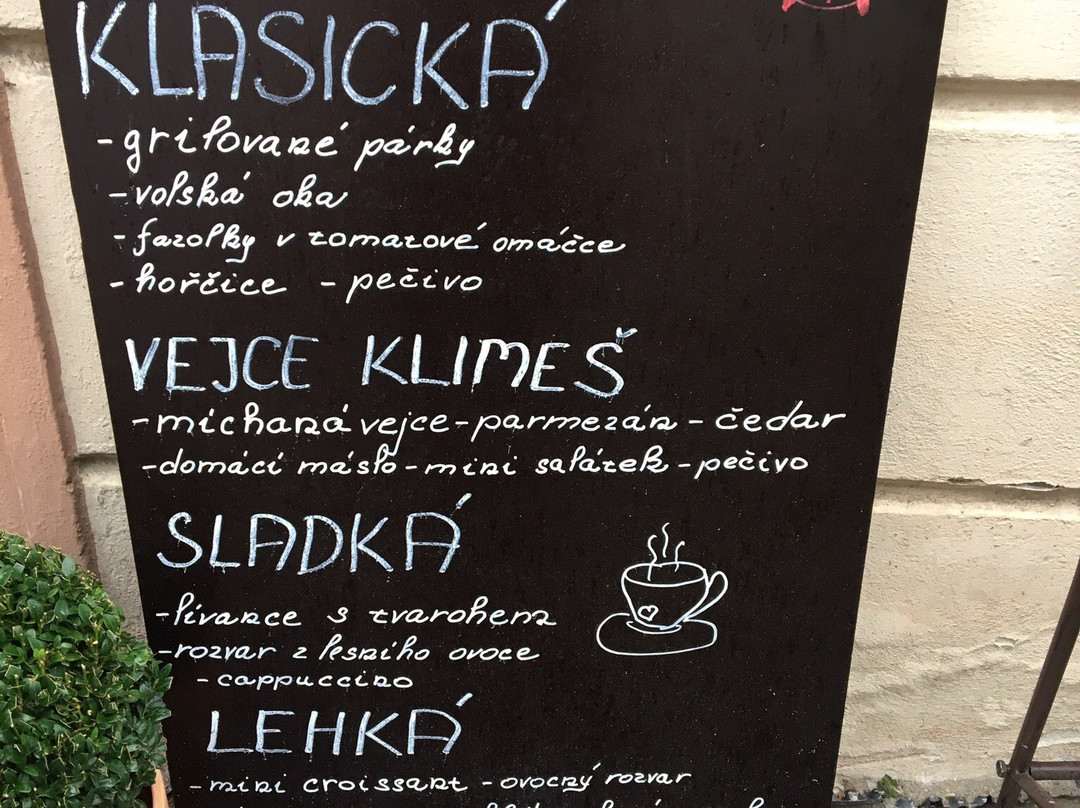 KLASICKÁ
-grilované párky
-volská oka
-fazolky v tomatové omáčce
-hořčice -pečivo
VEJCE KLIMEŠ
-míchaná vejce-parmezán-čedar
-domácí máslo-mini salátek-pečivo
SLADKÁ
-lívance s tvarohem
-rozvar z lesního ovoce
-cappuccino
LEHKÁ
-mini croissant -ovocný rozvar